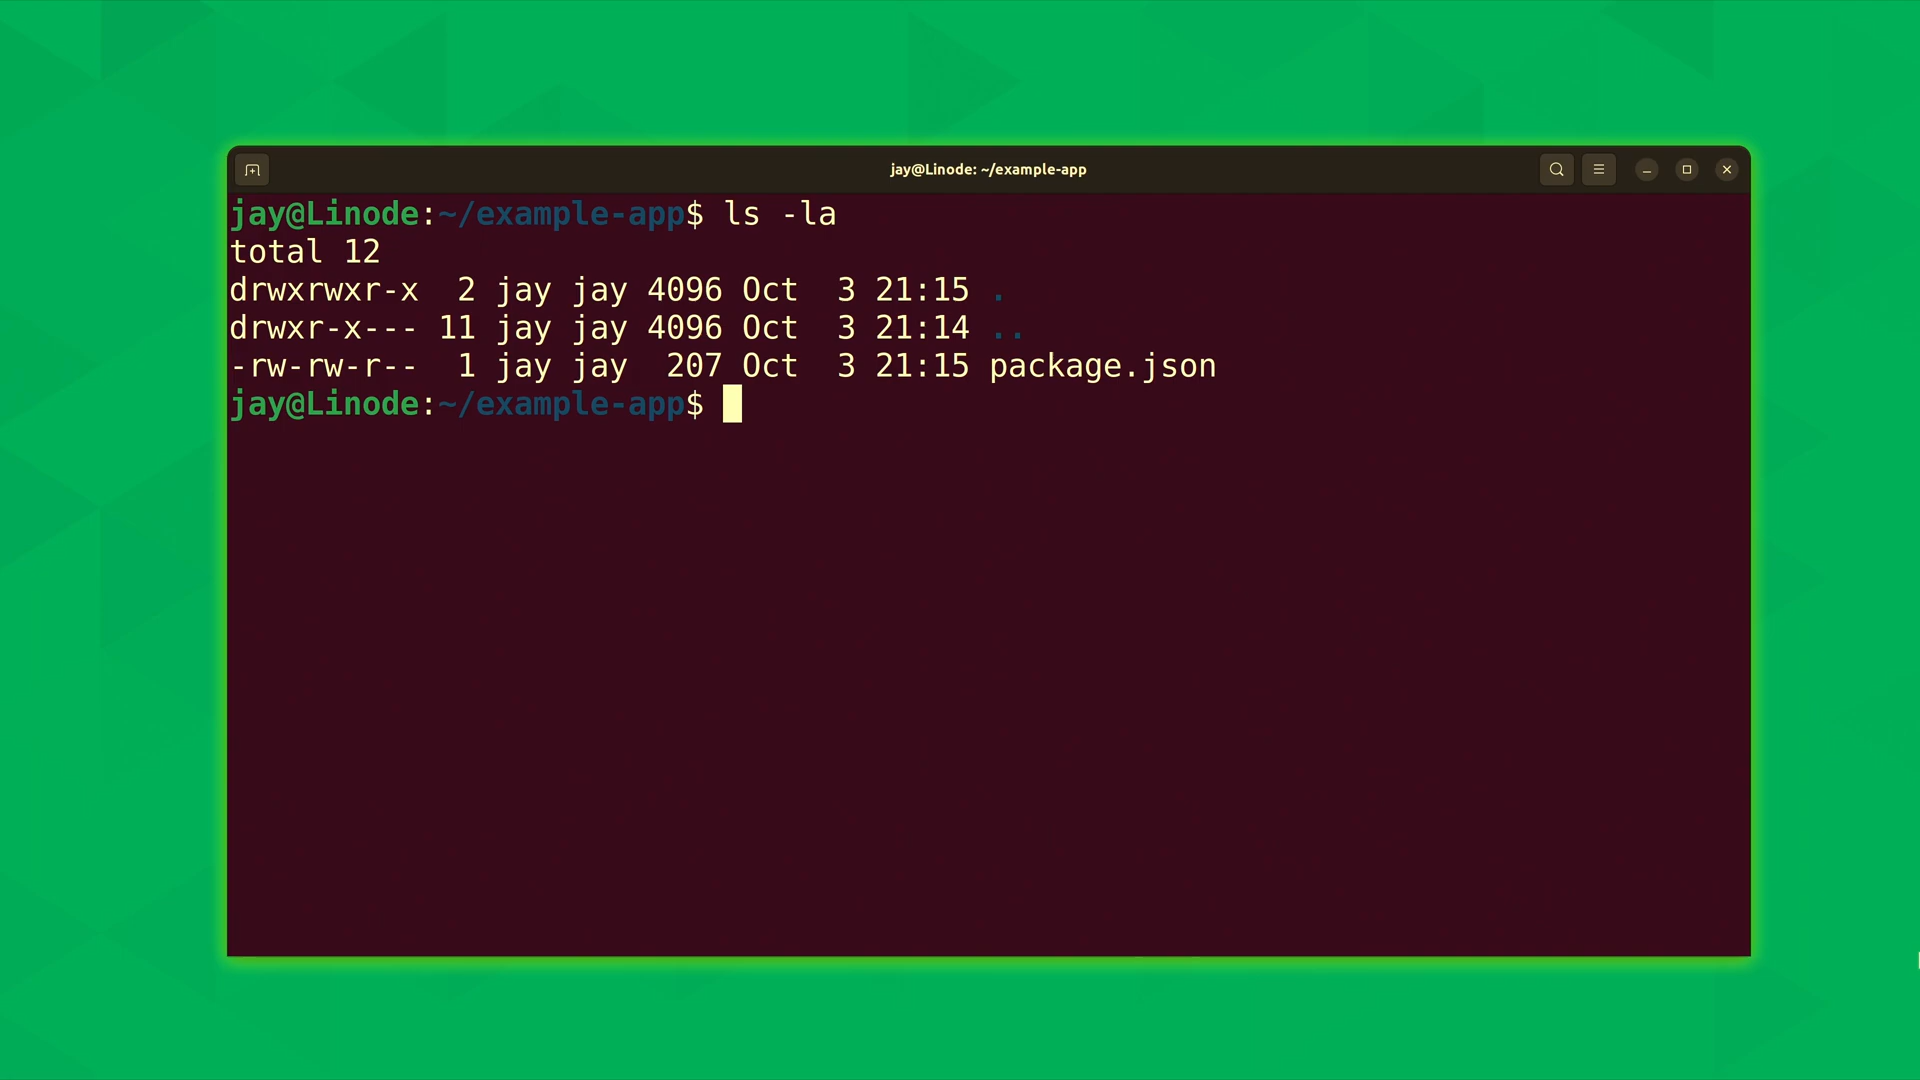 jay@Linode: ~/example-app
jay@Linode:~/example-app$ ls -la
total 12
drwxrwxr-x  2 jay jay 4096 Oct  3 21:15 .
drwxr-x--- 11 jay jay 4096 Oct  3 21:14 ..
-rw-rw-r--  1 jay jay  207 Oct  3 21:15 package.json
jay@Linode:~/example-app$